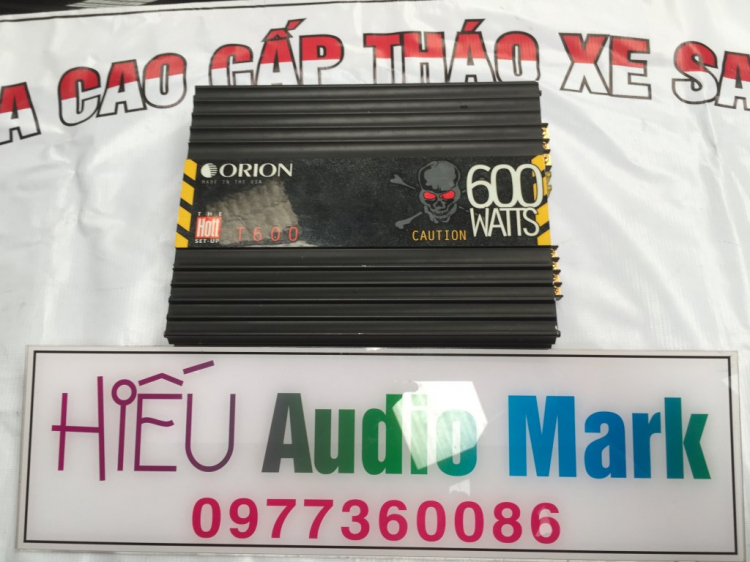 A CAO CẤP THÁO XE SA
ORION
MADE IN THE USA
600
WATTS
THE
Hott
SET-UP
T600
CAUTION
HIẾU Audio Mark
0977360086